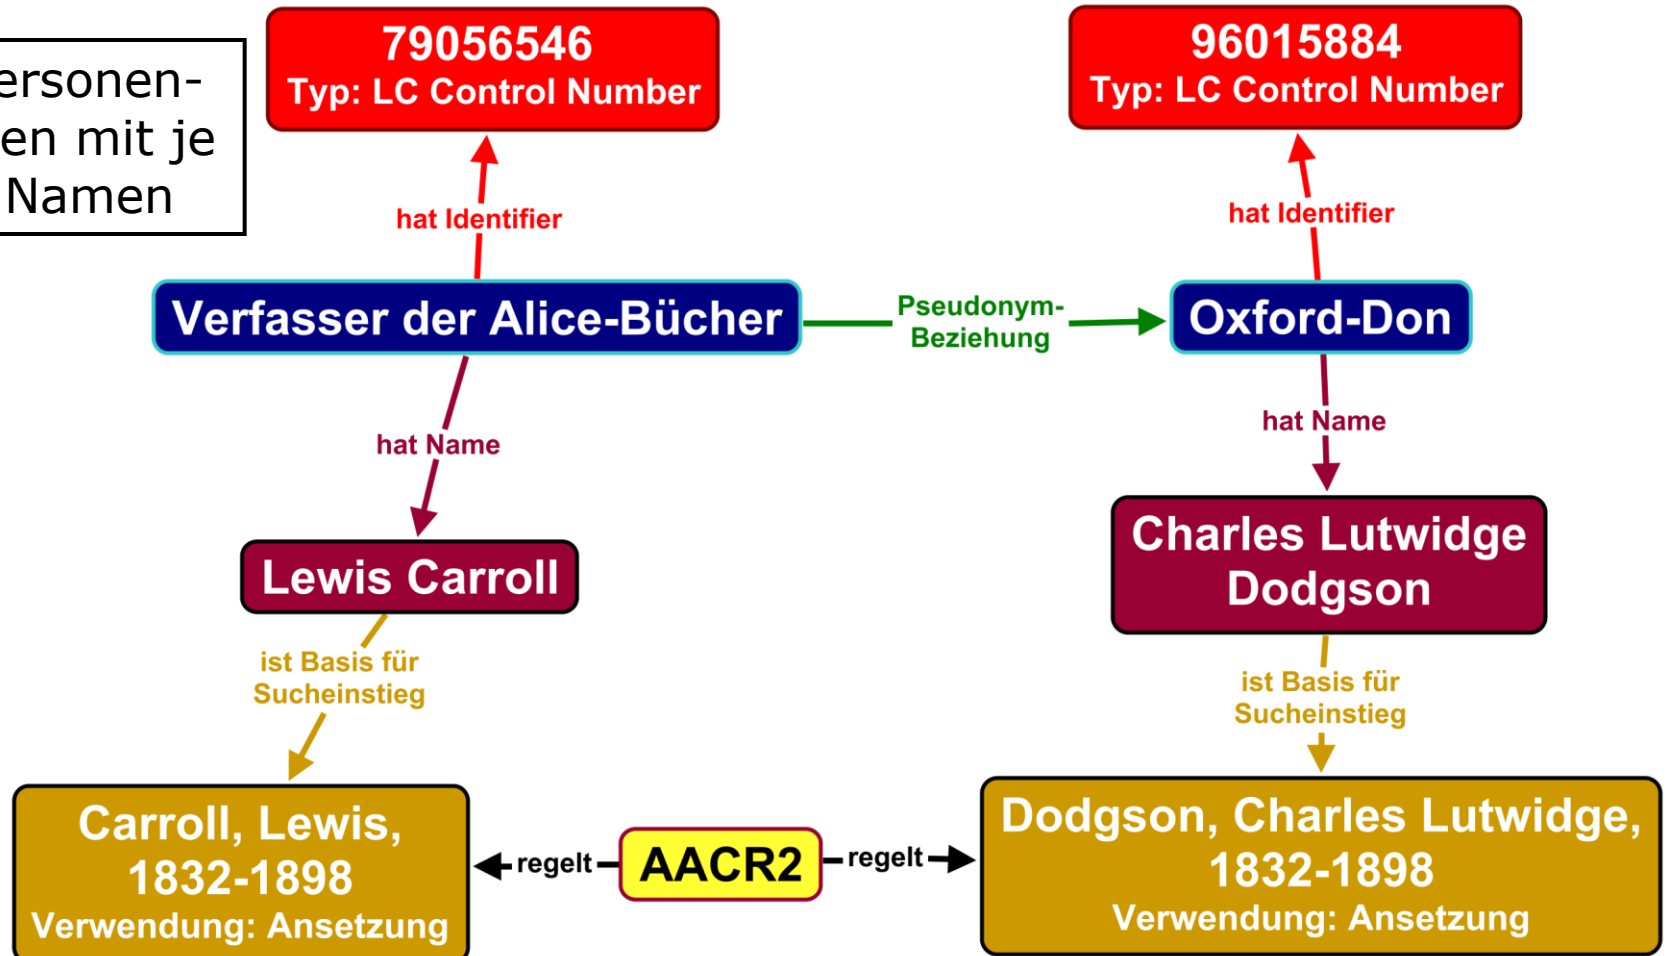 79056546
Typ: LC Control Number
96015884
Typ: LC Control Number
ersonen-
en mit je
Namen
hat Identifier
hat Identifier
Verfasser der Alice-Bücher
Pseudonym-
Beziehung
Oxford-Don
hat Name
hat Name
Lewis Carroll
Charles Lutwidge
Dodgson
ist Basis für
Sucheinstieg
ist Basis für
Sucheinstieg
Carroll, Lewis,
1832-1898
Verwendung: Ansetzung
regelt
AACR2
regelt
Dodgson, Charles Lutwidge,
1832-1898
Verwendung: Ansetzung